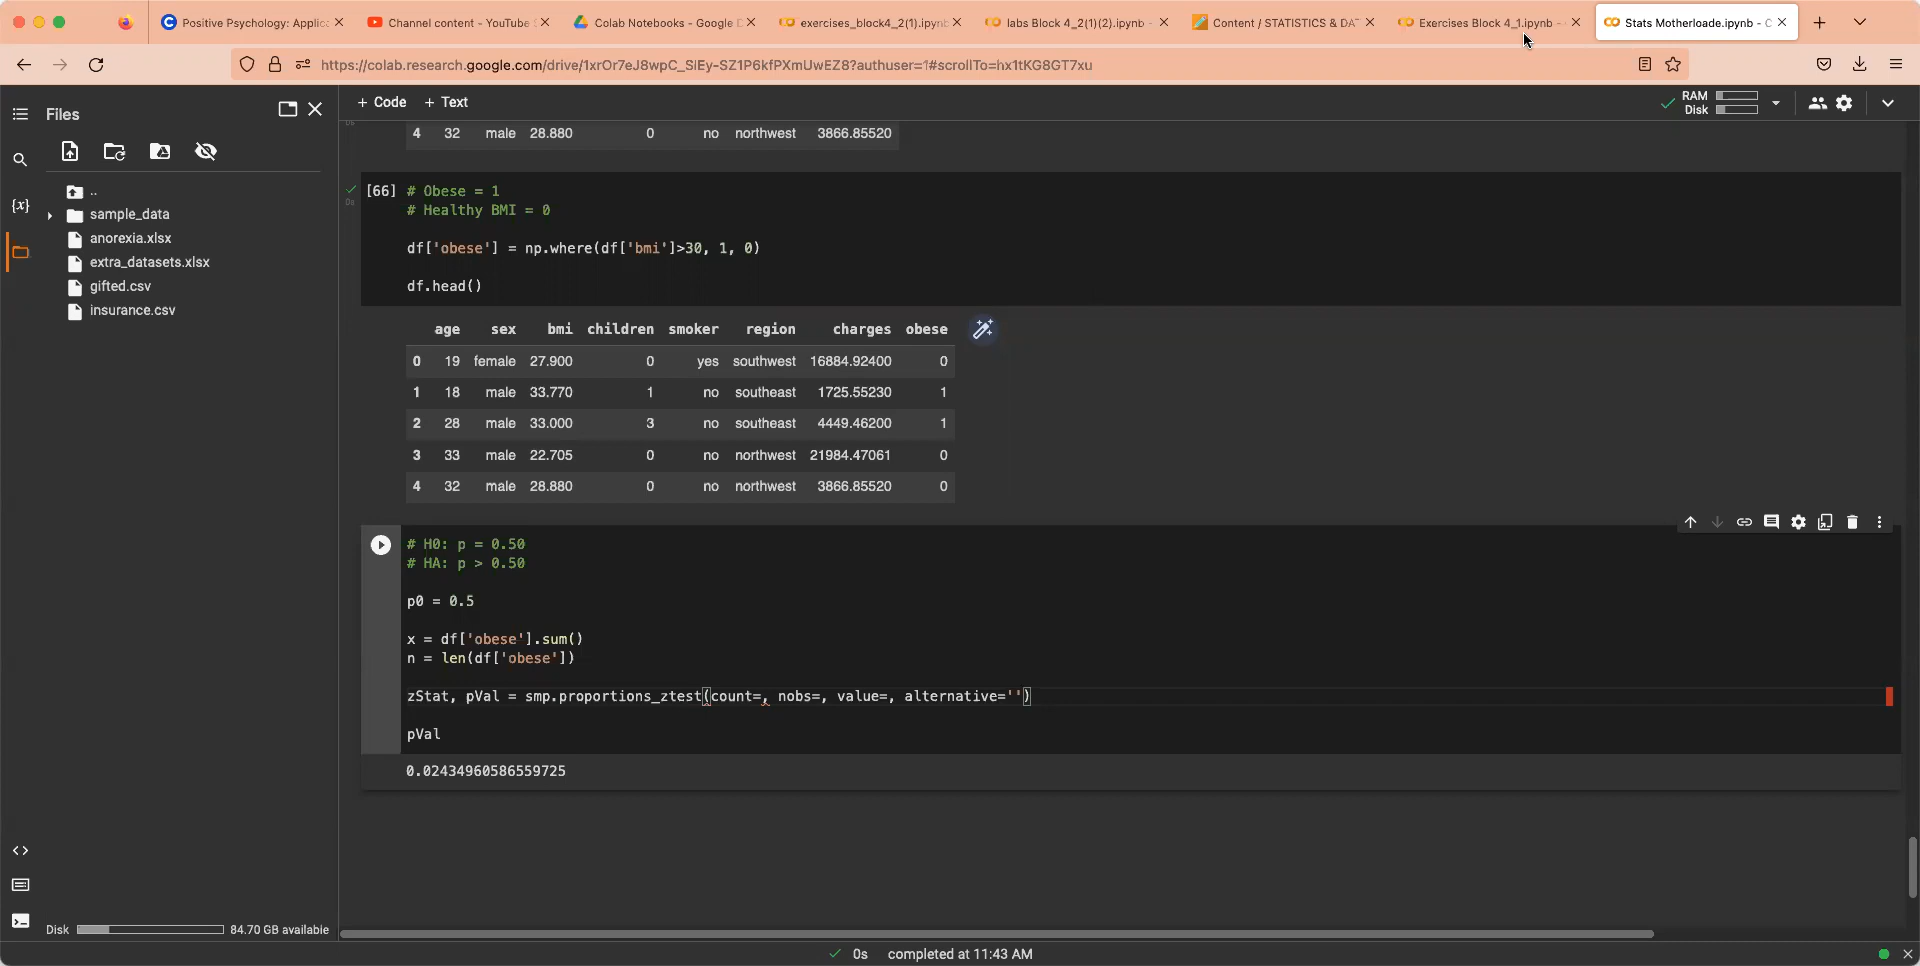 Positive Psychology: Applic
Channel content - YouTube
Colab Notebooks - Google D
exercises_block4_2(1).ipynb
labs Block 4_2(1)(2).ipynb -
Content / STATISTICS & DAT
Exercises Block 4_1.ipynb -
Stats Motherloade.ipynb - C
https://colab.research.google.com/drive/1xrOr7eJ8wpC_SiEy-SZ1P6kfPXmUwEZ8?authuser=1#scrollTo=hx1tKG8GT7xu
Files
+ Code + Text
RAM
Disk
{x}
..
sample_data
anorexia.xlsx
extra_datasets.xlsx
gifted.csv
insurance.csv
0s
4 32 male 28.880 0 no northwest 3866.85520
0s
[66] # Obese = 1
# Healthy BMI = 0
df['obese'] = np.where(df['bmi']>30, 1, 0)
df.head()
age sex bmi children smoker region charges obese
0 19 female 27.900 0 yes southwest 16884.92400 0
1 18 male 33.770 1 no southeast 1725.55230 1
2 28 male 33.000 3 no southeast 4449.46200 1
3 33 male 22.705 0 no northwest 21984.47061 0
4 32 male 28.880 0 no northwest 3866.85520 0
# H0: p = 0.50
# HA: p > 0.50
p0 = 0.5
x = df['obese'].sum()
n = len(df['obese'])
zStat, pVal = smp.proportions_ztest(count=, nobs=, value=, alternative='')
pVal
0.02434960586559725
Disk 84.70 GB available
0s completed at 11:43 AM